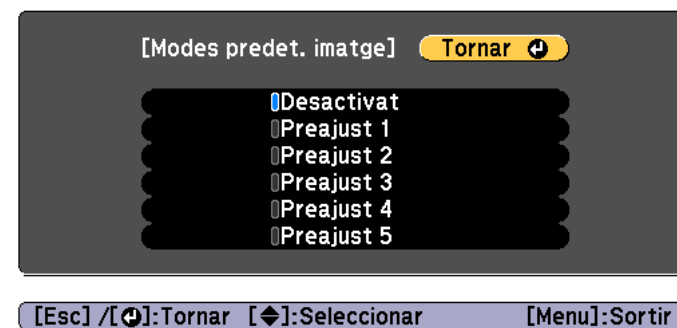 [Modes predet. imatge] Tornar
Desactivat
Preajust 1
Preajust 2
Preajust 3
Preajust 4
Preajust 5
[Esc] /[⏎]:Tornar [◆]:Seleccionar [Menu]:Sortir